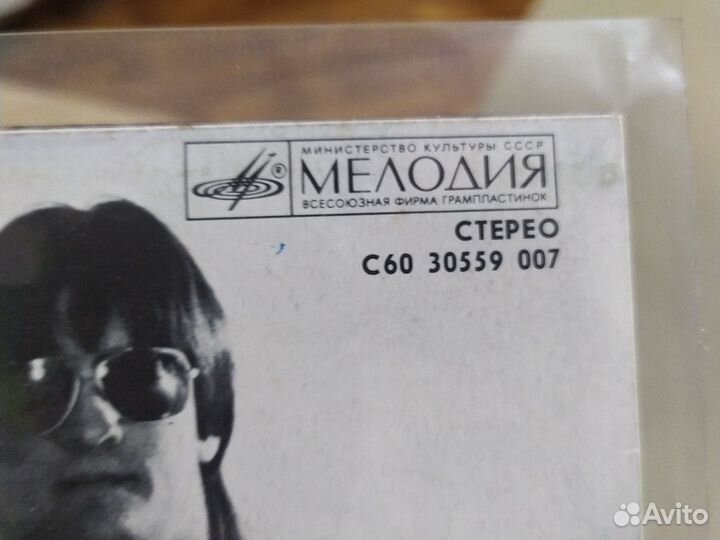 МИНИСТЕРСТВО КУЛЬТУРЫ СССР
®
МЕЛОДИЯ
ВСЕСОЮЗНАЯ ФИРМА ГРАМПЛАСТИНОК
СТЕРЕО
С60 30559 007
Avito